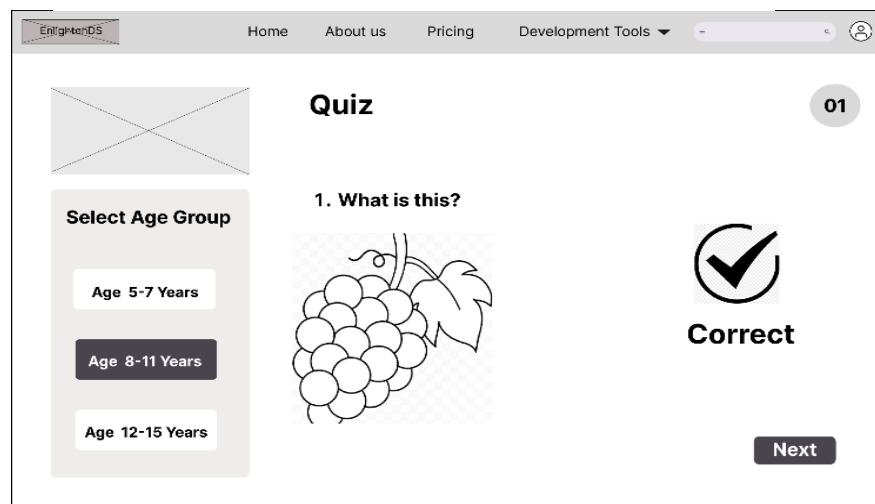 EnlightenDS
Home
About us
Pricing
Development Tools
Quiz
01
Select Age Group
Age 5-7 Years
Age 8-11 Years
Age 12-15 Years
1. What is this?
Correct
Next